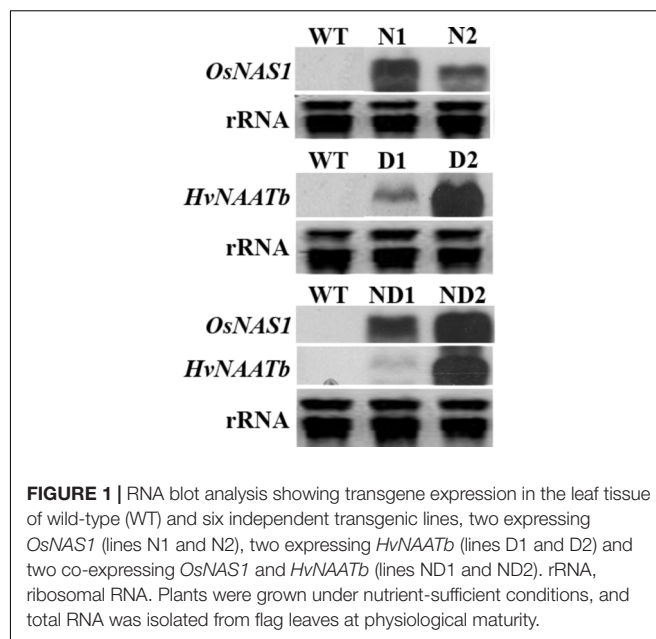 WT N1 N2
OsNAS1
rRNA
WT D1 D2
HvNAATb
rRNA
WT ND1 ND2
OsNAS1
HvNAATb
rRNA
FIGURE 1 | RNA blot analysis showing transgene expression in the leaf tissue
of wild-type (WT) and six independent transgenic lines, two expressing
OsNAS1 (lines N1 and N2), two expressing HvNAATb (lines D1 and D2) and
two co-expressing OsNAS1 and HvNAATb (lines ND1 and ND2). rRNA,
ribosomal RNA. Plants were grown under nutrient-sufficient conditions, and
total RNA was isolated from flag leaves at physiological maturity.